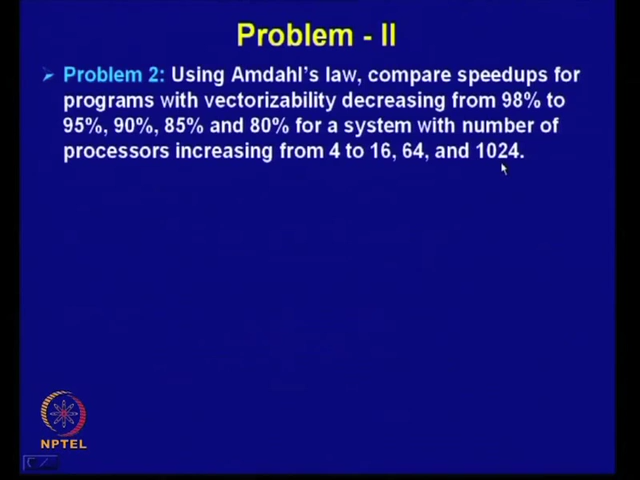 Problem - II
Problem 2: Using Amdahl's law, compare speedups for
programs with vectorizability decreasing from 98% to
95%, 90%, 85% and 80% for a system with number of
processors increasing from 4 to 16, 64, and 1024.
NPTEL